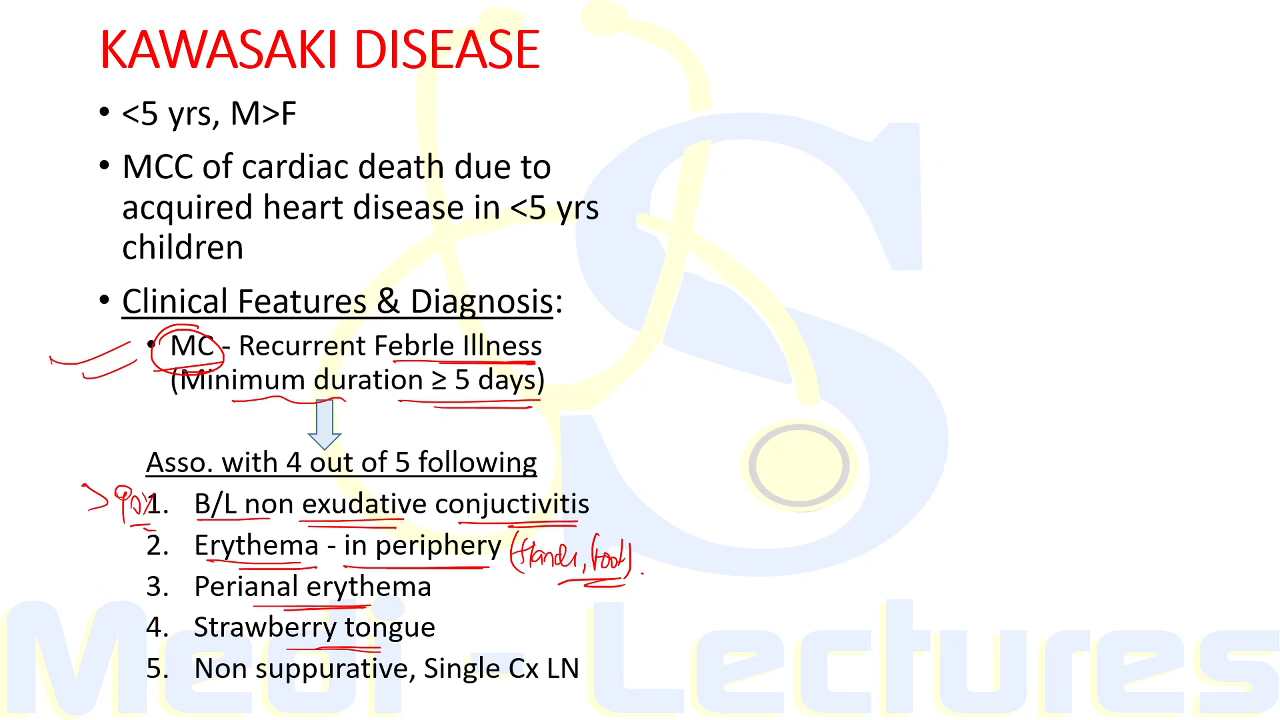 KAWASAKI DISEASE
• <5 yrs, M>F
• MCC of cardiac death due to
acquired heart disease in <5 yrs
children
• Clinical Features & Diagnosis:
• MC - Recurrent Febrle Illness
(Minimum duration ≥ 5 days)
Asso. with 4 out of 5 following
>90% 1. B/L non exudative conjuctivitis
2. Erythema - in periphery (Hands, foot).
3. Perianal erythema
4. Strawberry tongue
5. Non suppurative, Single Cx LN
Medi - Lectures